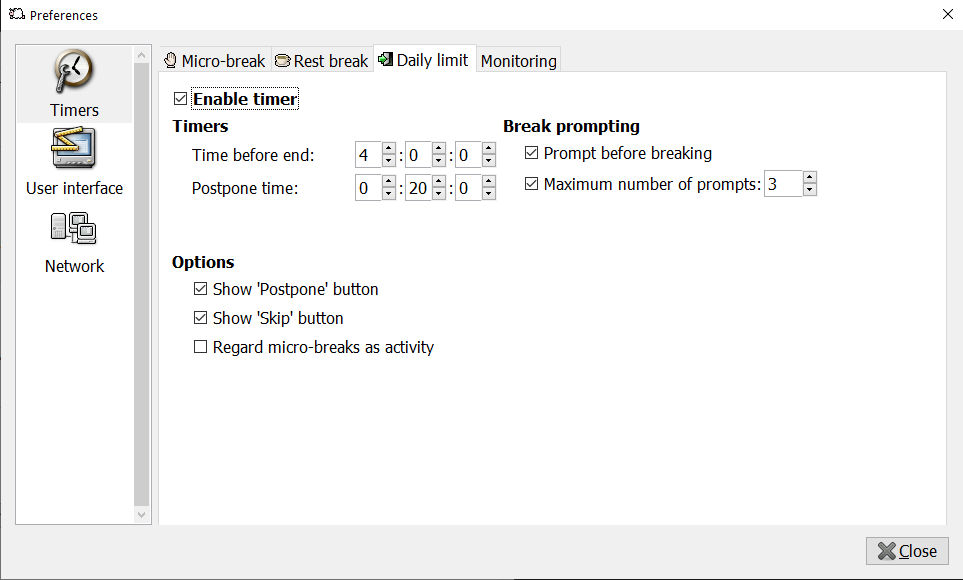 Preferences
Timers
User interface
Network
Micro-break Rest break Daily limit Monitoring
Enable timer
Timers
Time before end: 4 : 0 : 0
Postpone time: 0 : 20 : 0
Break prompting
Prompt before breaking
Maximum number of prompts: 3
Options
Show 'Postpone' button
Show 'Skip' button
Regard micro-breaks as activity
Close